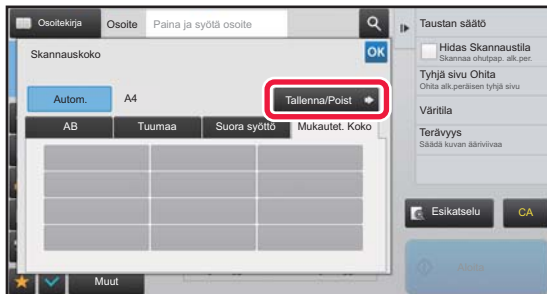 Osoitekirja
Osoite
Paina ja syötä osoite
Skannauskoko
OK
Autom.
A4
Tallenna/Poist
AB
Tuumaa
Suora syöttö
Mukautet. Koko
Muut
Taustan säätö
Hidas Skannaustila
Skannaa ohutpap. alk.per.
Tyhjä sivu Ohita
Ohita alk.peräisen tyhjä sivu
Väritila
Terävyys
Säädä kuvan ääriviivaa
Esikatselu
CA